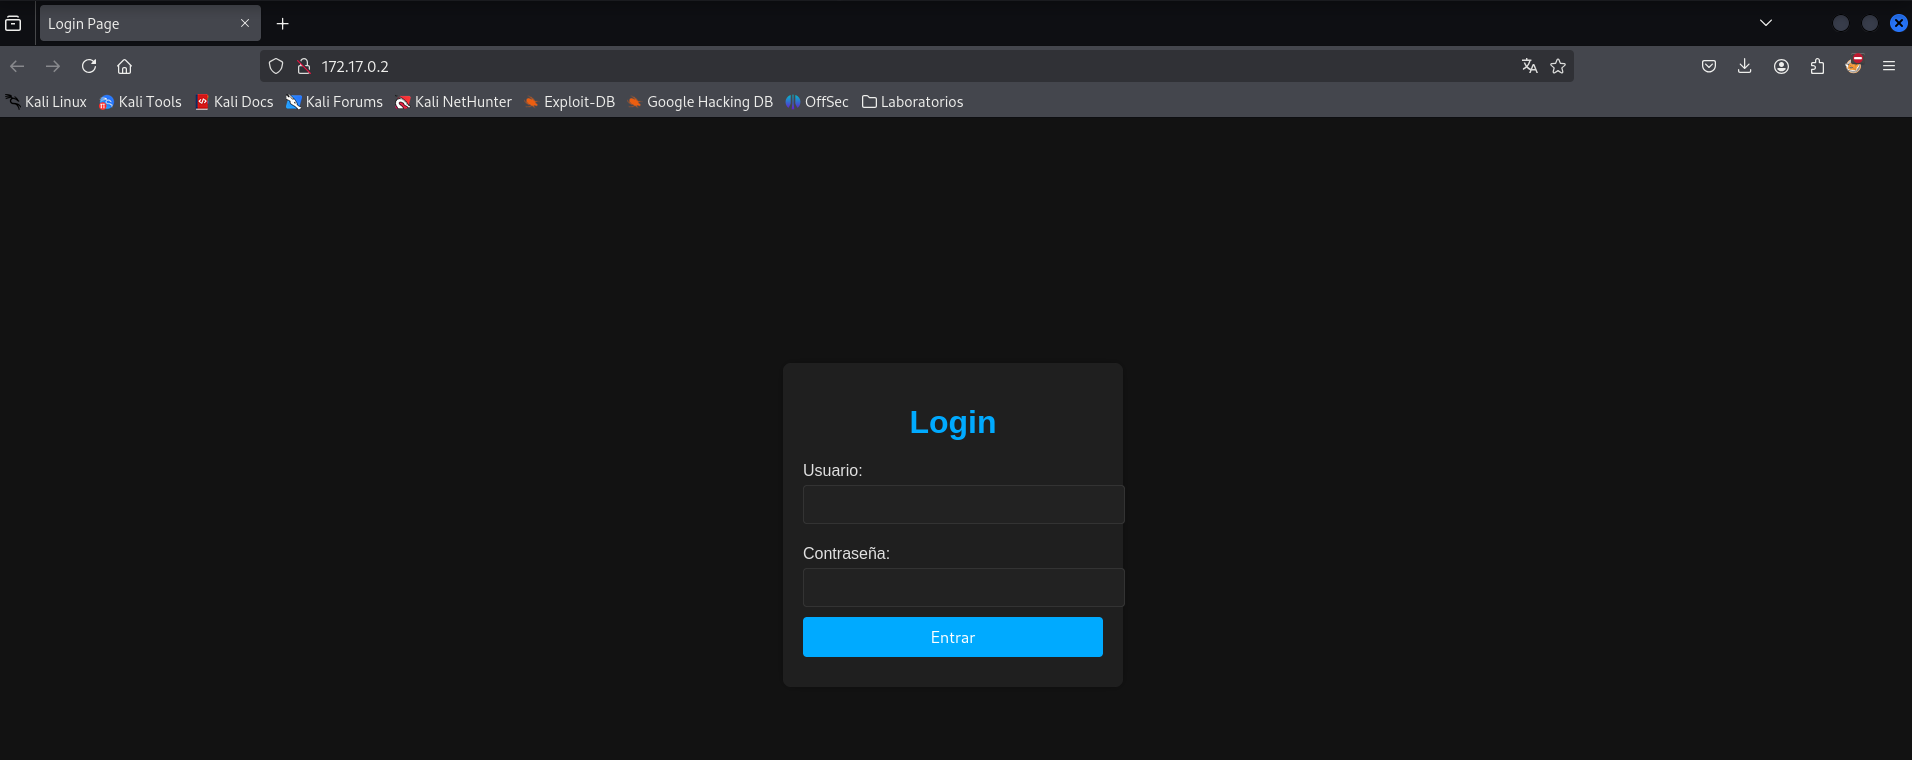 Login Page
172.17.0.2
Kali Linux Kali Tools Kali Docs Kali Forums Kali NetHunter Exploit-DB Google Hacking DB OffSec Laboratorios
Login
Usuario:
Contraseña:
Entrar